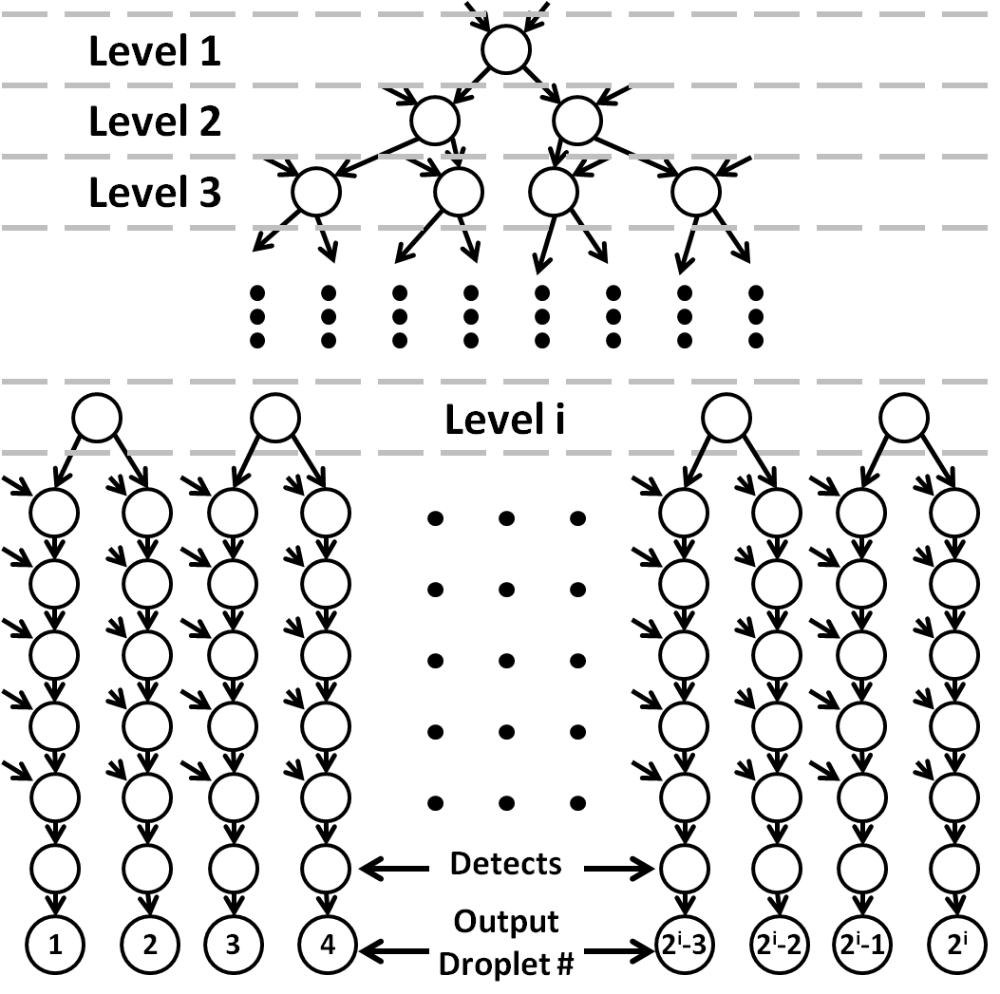 Level 1
Level 2
Level 3
Level i
Detects
Output
Droplet #
1 2 3 4 2ⁱ-3 2ⁱ-2 2ⁱ-1 2ⁱ